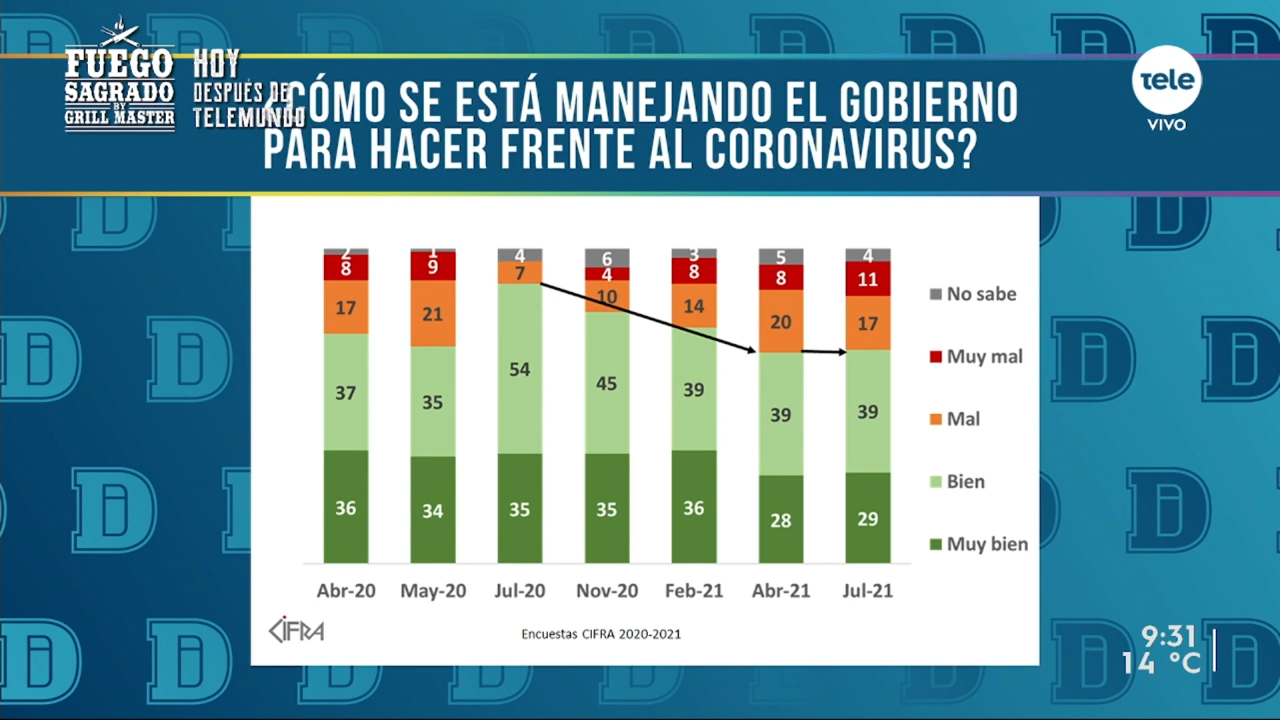 FUEGO
SAGRADO
BY
GRILL MASTER
HOY
DESPUÉS DE
TELEMUNDO
¿CÓMO SE ESTÁ MANEJANDO EL GOBIERNO
PARA HACER FRENTE AL CORONAVIRUS?
tele
VIVO
2 1 4 6 3 5 4
8 9 4 8 8 11
17 21 7 10 14 20 17
37 35 54 45 39 39 39
36 34 35 35 36 28 29
Abr-20 May-20 Jul-20 Nov-20 Feb-21 Abr-21 Jul-21
No sabe
Muy mal
Mal
Bien
Muy bien
CIFRA
Encuestas CIFRA 2020-2021
9:31
14 °C